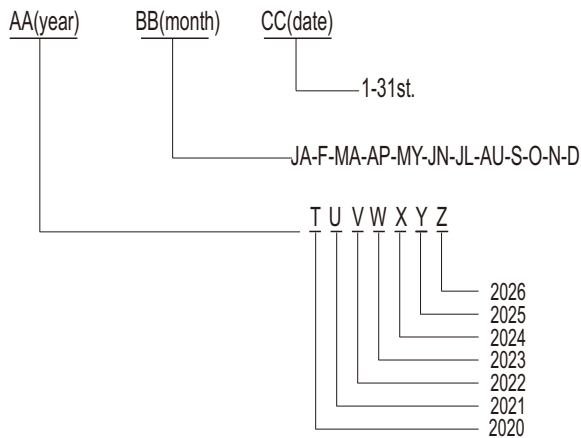 AA(year) BB(month) CC(date)
1-31st.
JA-F-MA-AP-MY-JN-JL-AU-S-O-N-D
T U V W X Y Z
2026
2025
2024
2023
2022
2021
2020